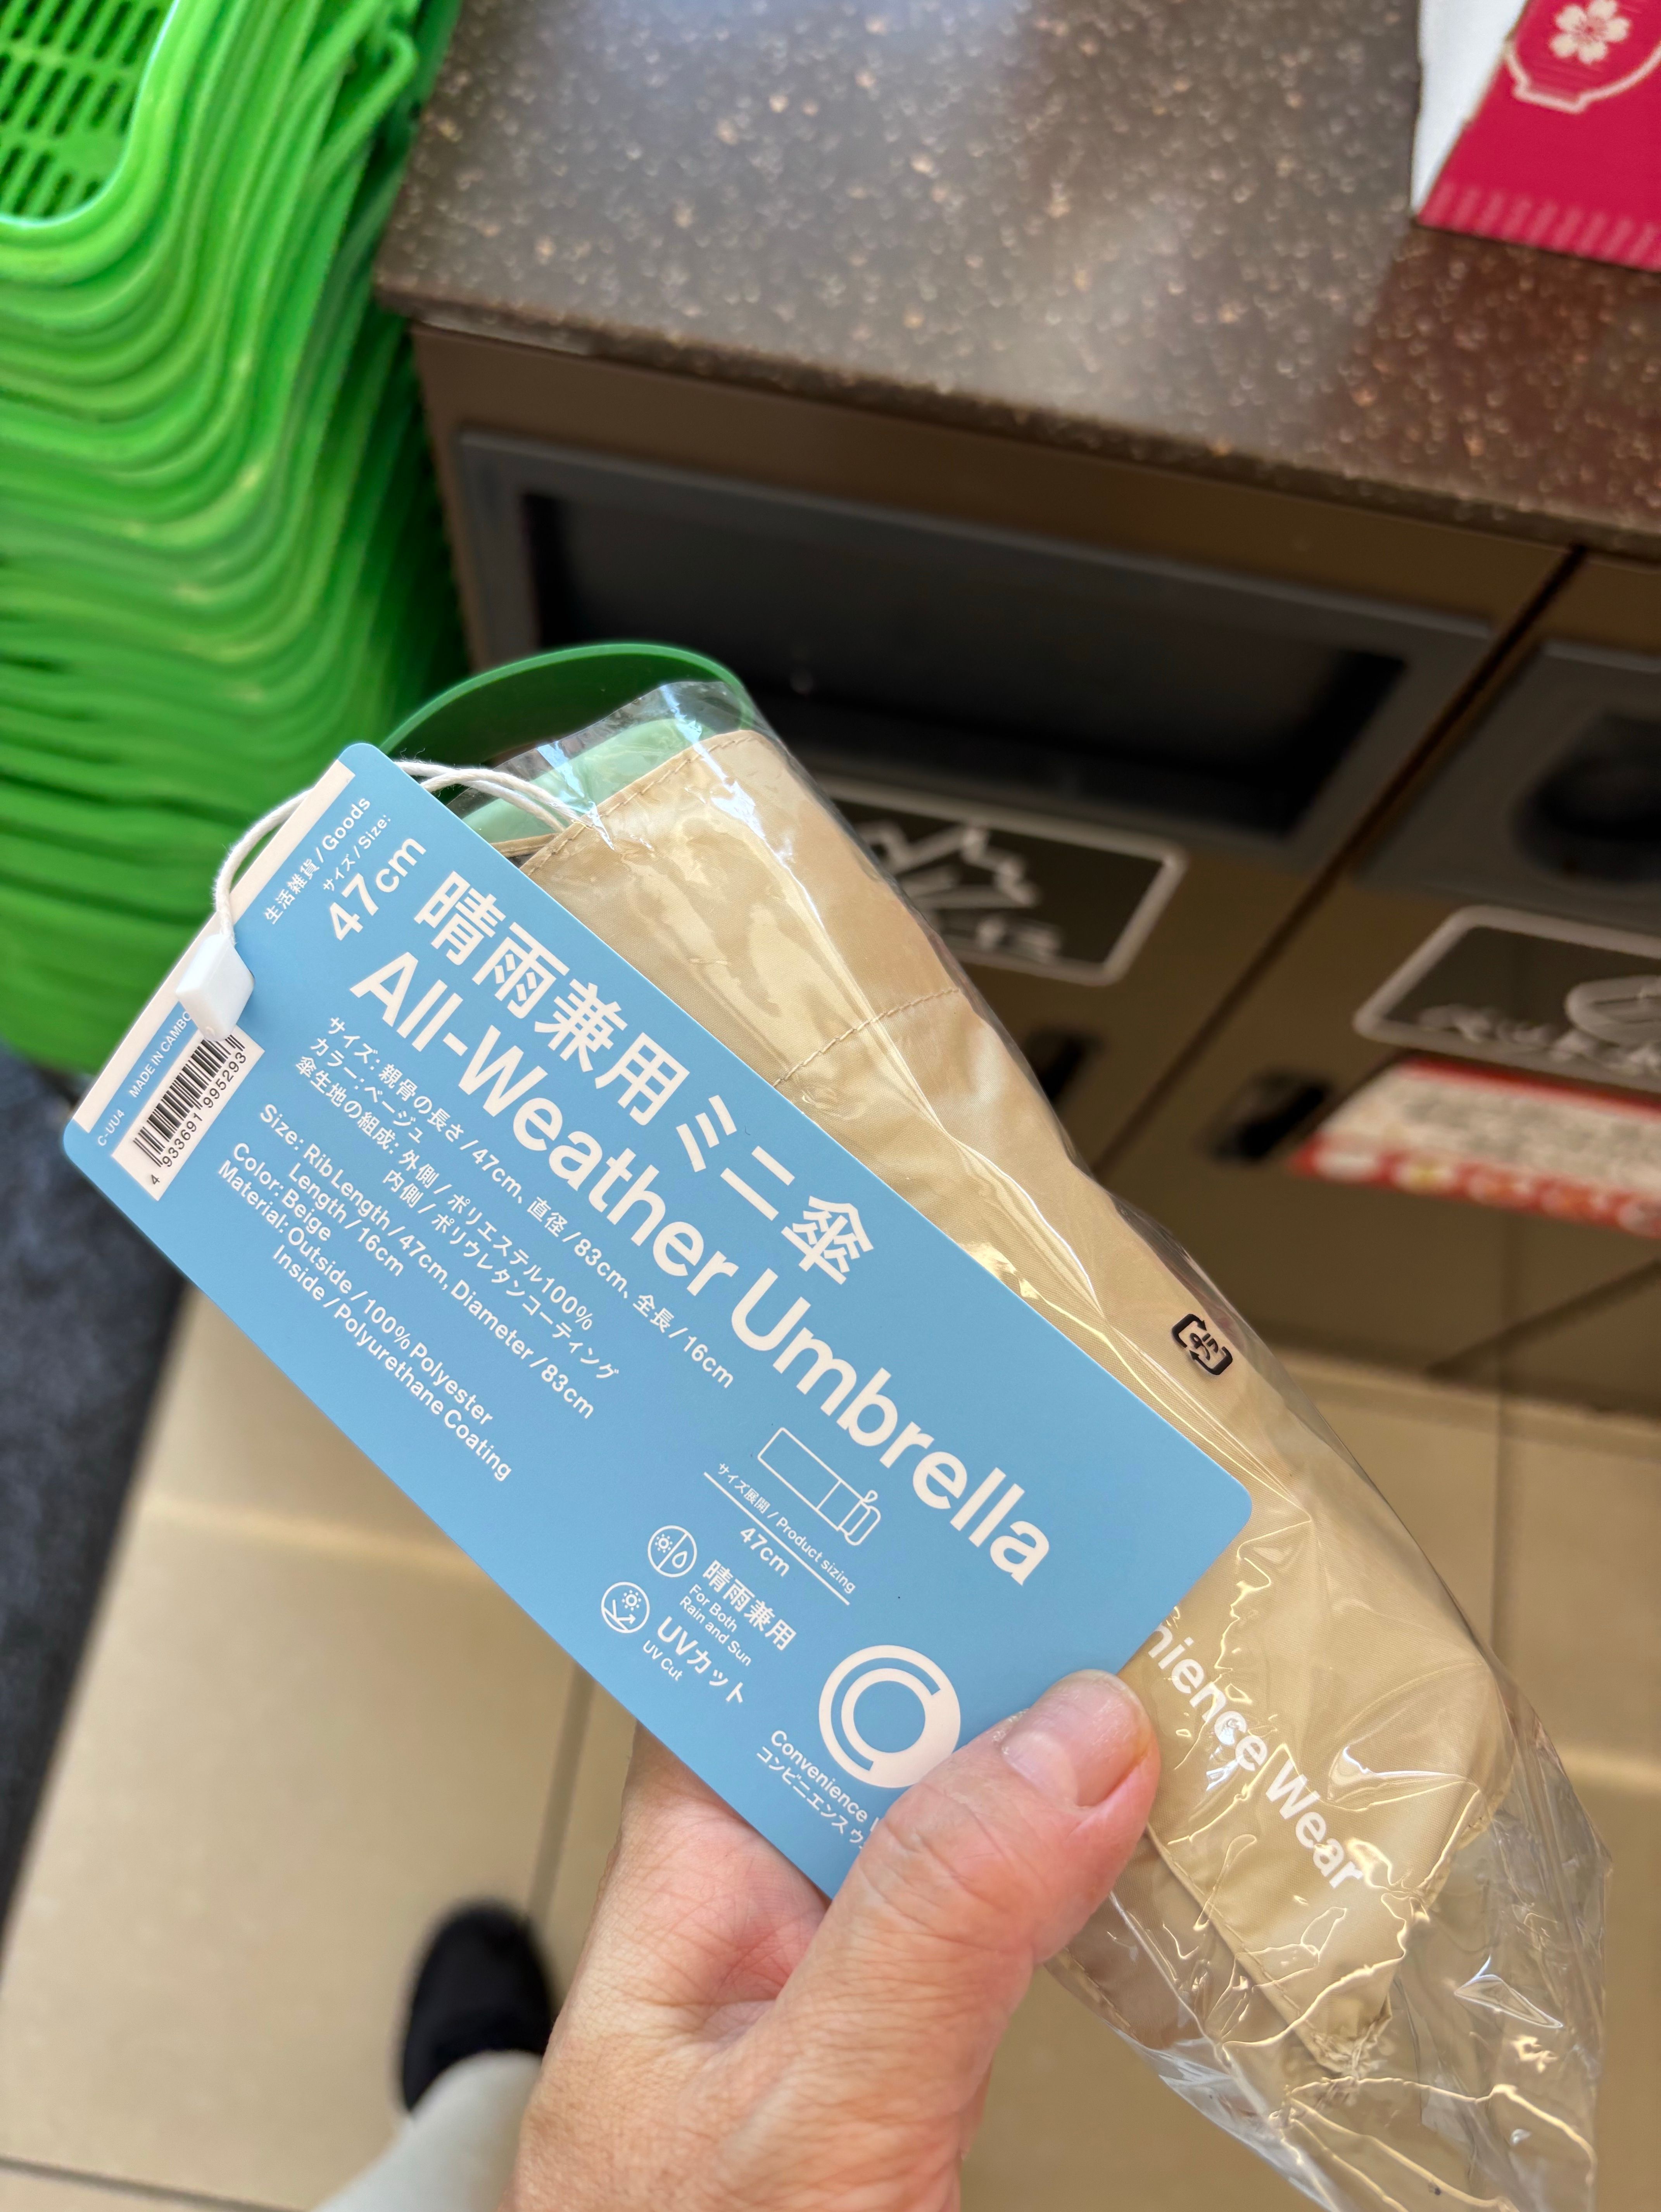 生活雑貨 / Goods
サイズ / Size:
47cm
晴雨兼用ミニ傘
All-Weather Umbrella
サイズ: 親骨の長さ / 47cm、直径 / 83cm、全長 / 16cm
カラー: ベージュ
傘生地の組成: 外側 / ポリエステル100%
内側 / ポリウレタンコーティング
Size: Rib Length / 47cm, Diameter / 83cm
Length / 16cm
Color: Beige
Material: Outside / 100% Polyester
Inside / Polyurethane Coating
C-UU4 MADE IN CAMBO
4 933691 995293
サイズ展開 / Product sizing
47cm
晴雨兼用
For Both
Rain and Sun
UVカット
UV Cut
Convenience
コンビニエンス
nience Wear
プラ